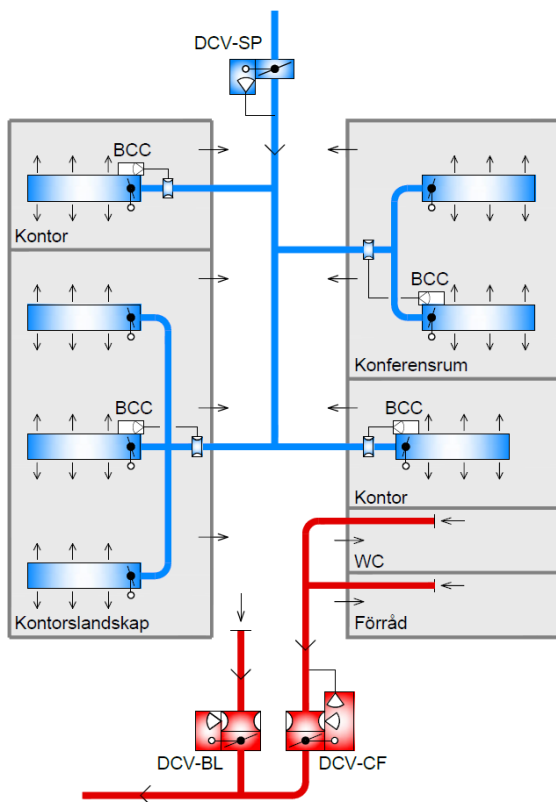 DCV-SP
BCC
Kontor
BCC
Konferensrum
BCC
BCC
Kontor
WC
Kontorslandskap
Förråd
DCV-BL
DCV-CF